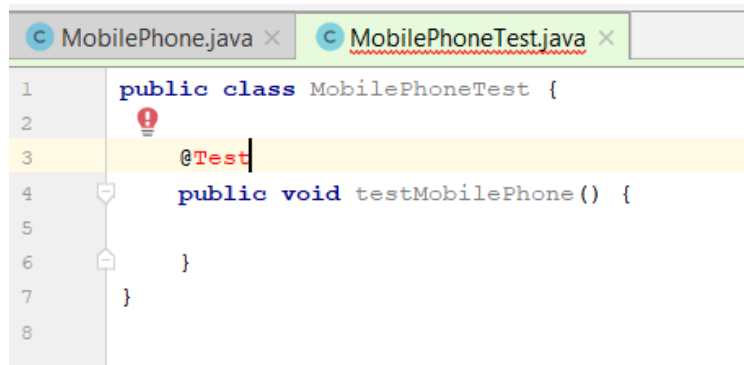 C MobilePhone.java × C MobilePhoneTest.java ×
1 public class MobilePhoneTest {
2
3 @Test
4 public void testMobilePhone() {
5
6 }
7 }
8